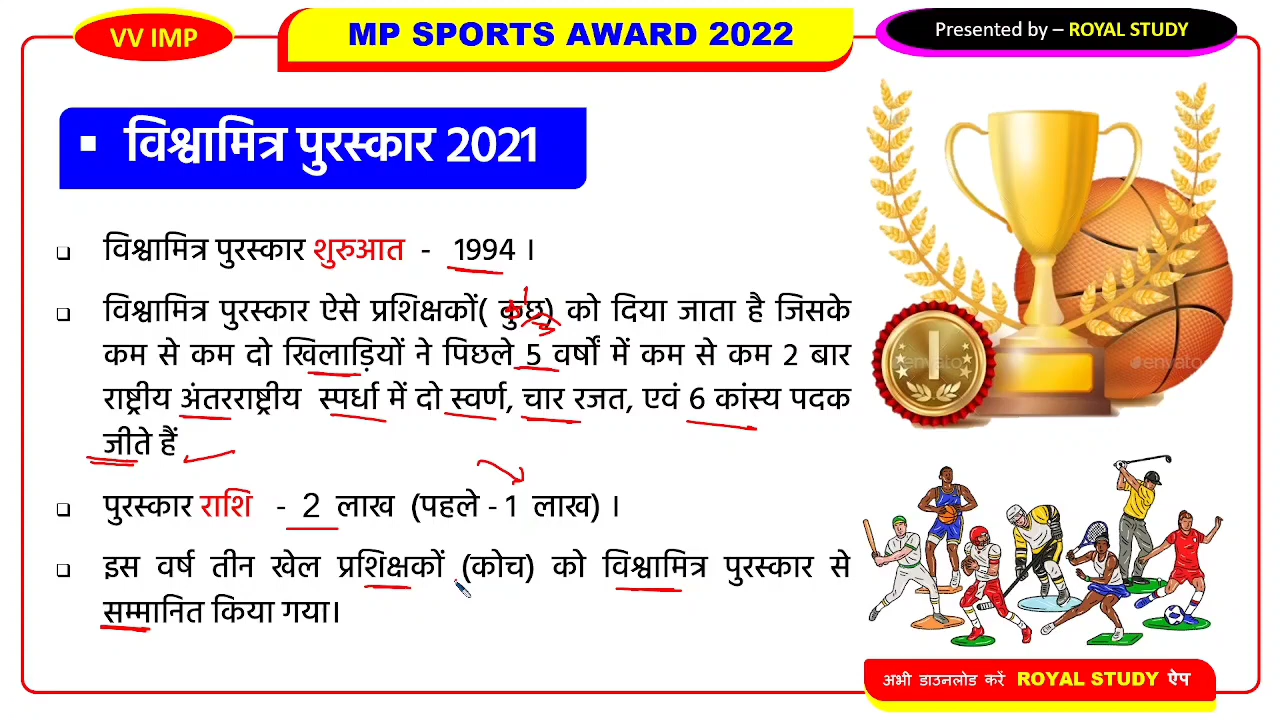 VV IMP
MP SPORTS AWARD 2022
Presented by – ROYAL STUDY
▪ विश्वामित्र पुरस्कार 2021
❑ विश्वामित्र पुरस्कार शुरुआत - 1994 ।
❑ विश्वामित्र पुरस्कार ऐसे प्रशिक्षकों( कुछ) को दिया जाता है जिसके
कम से कम दो खिलाड़ियों ने पिछले 5 वर्षों में कम से कम 2 बार
राष्ट्रीय अंतरराष्ट्रीय स्पर्धा में दो स्वर्ण, चार रजत, एवं 6 कांस्य पदक
जीते हैं
❑ पुरस्कार राशि - 2 लाख (पहले - 1 लाख) ।
❑ इस वर्ष तीन खेल प्रशिक्षकों (कोच) को विश्वामित्र पुरस्कार से
सम्मानित किया गया।
envato
envato
अभी डाउनलोड करें ROYAL STUDY ऐप